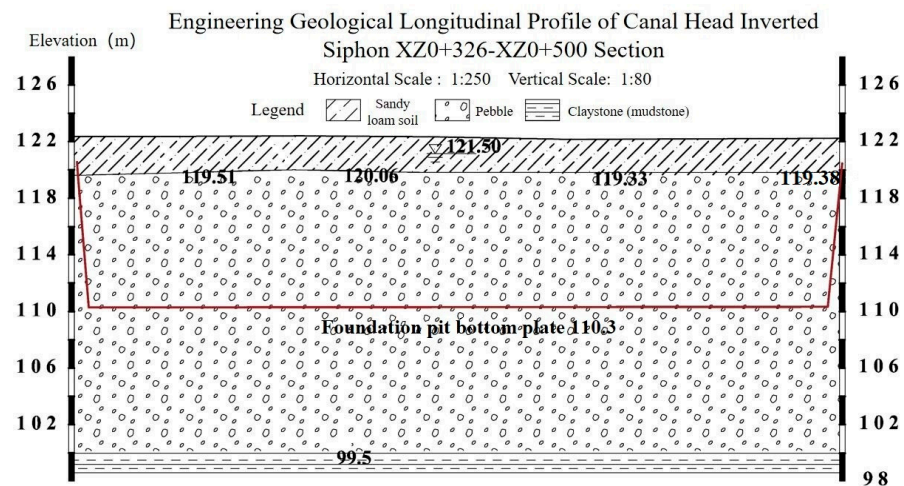 Engineering Geological Longitudinal Profile of Canal Head Inverted
Siphon XZ0+326-XZ0+500 Section
Elevation (m)
Horizontal Scale : 1:250 Vertical Scale: 1:80
Legend
Sandy
loam soil
Pebble
Claystone (mudstone)
126
126
122
122
121.50
119.51
120.06
119.33
119.38
118
118
114
114
110
110
Foundation pit bottom plate 110.3
106
106
102
102
99.5
98